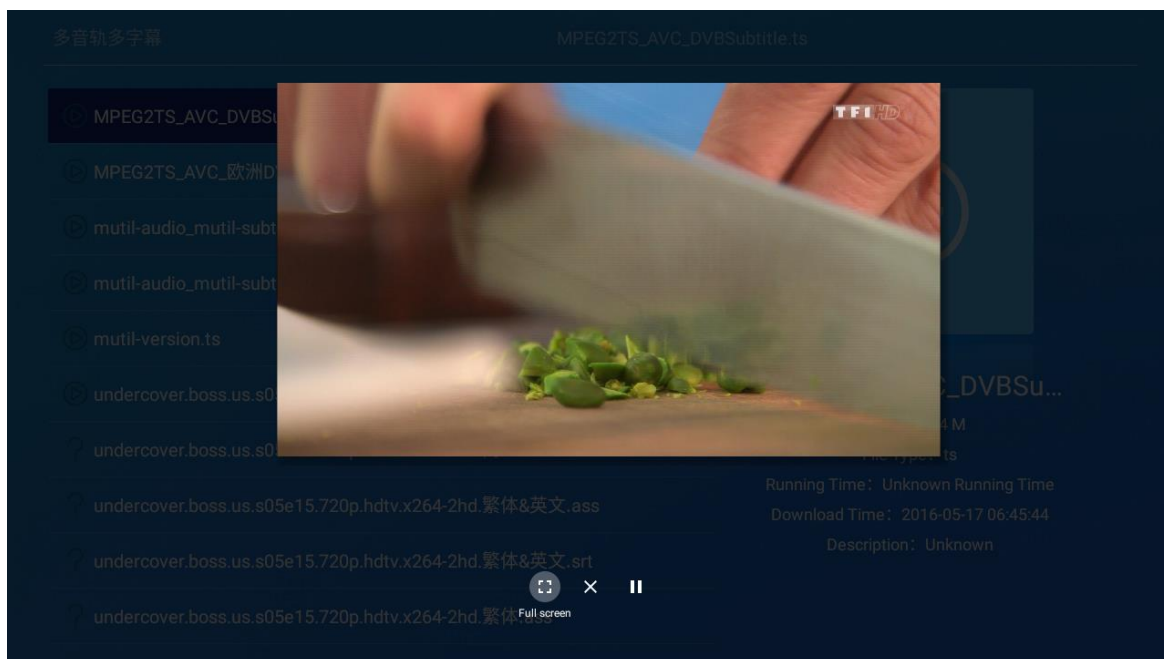 多音轨多字幕
MPEG2TS_AVC_DVBSubtitle.ts
MPEG2TS_AVC_DVBSu
MPEG2TS_AVC_欧洲D
mutil-audio_mutil-subt
mutil-audio_mutil-subt
mutil-version.ts
undercover.boss.us.s0
undercover.boss.us.s0
undercover.boss.us.s05e15.720p.hdtv.x264-2hd.繁体&英文.ass
undercover.boss.us.s05e15.720p.hdtv.x264-2hd.繁体&英文.srt
undercover.boss.us.s05e15.720p.hdtv.x264-2hd.繁体.ass
TF1 HD
C_DVBSu...
4 M
ts
Running Time: Unknown Running Time
Download Time: 2016-05-17 06:45:44
Description: Unknown
Full screen